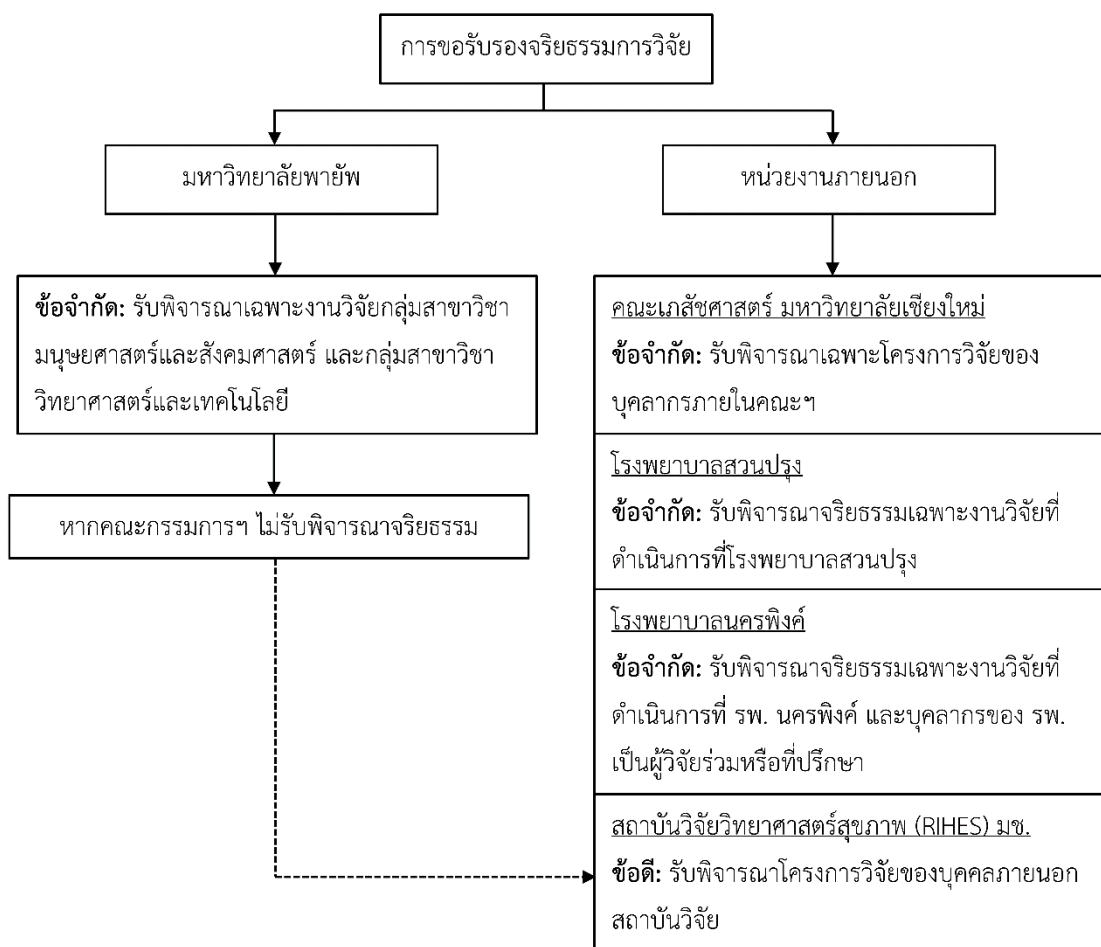 การขอรับรองจริยธรรมการวิจัย
มหาวิทยาลัยพายัพ
หน่วยงานภายนอก
ข้อจำกัด: รับพิจารณาเฉพาะงานวิจัยกลุ่มสาขาวิชา
มนุษยศาสตร์และสังคมศาสตร์ และกลุ่มสาขาวิชา
วิทยาศาสตร์และเทคโนโลยี
หากคณะกรรมการฯ ไม่รับพิจารณาจริยธรรม
คณะเภสัชศาสตร์ มหาวิทยาลัยเชียงใหม่
ข้อจำกัด: รับพิจารณาเฉพาะโครงการวิจัยของ
บุคลากรภายในคณะฯ
โรงพยาบาลสวนปรุง
ข้อจำกัด: รับพิจารณาจริยธรรมเฉพาะงานวิจัยที่
ดำเนินการที่โรงพยาบาลสวนปรุง
โรงพยาบาลนครพิงค์
ข้อจำกัด: รับพิจารณาจริยธรรมเฉพาะงานวิจัยที่
ดำเนินการที่ รพ. นครพิงค์ และบุคลากรของ รพ.
เป็นผู้วิจัยร่วมหรือที่ปรึกษา
สถาบันวิจัยวิทยาศาสตร์สุขภาพ (RIHES) มช.
ข้อดี: รับพิจารณาโครงการวิจัยของบุคคลภายนอก
สถาบันวิจัย